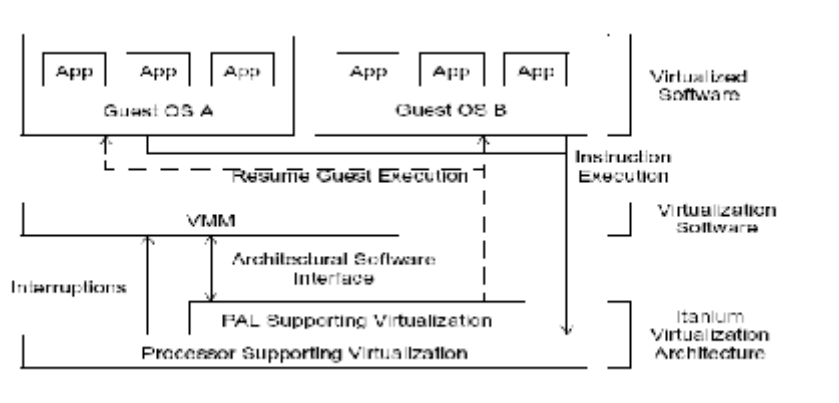 App App App App App App
Virtualized
Software
Guest OS A Guest OS B
Instruction
Execution
Resume Guest Execution
Virtualization
Software
VMM
Architectural Software
Interface
Interruptions
PAL Supporting Virtualization
Itanium
Virtualization
Architecture
Processor Supporting Virtualization